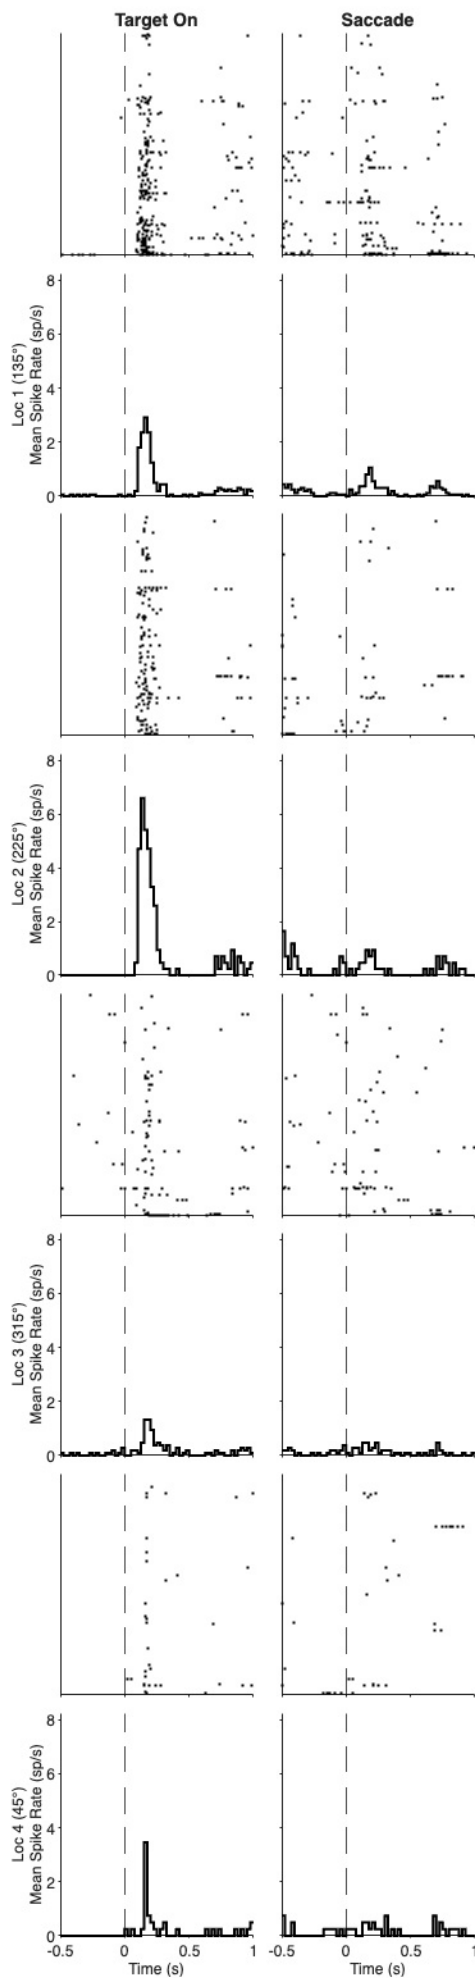 Target On
Saccade
8
6
4
2
0
Loc 1 (135°)
Mean Spike Rate (sp/s)
8
6
4
2
0
Loc 2 (225°)
Mean Spike Rate (sp/s)
8
6
4
2
0
Loc 3 (315°)
Mean Spike Rate (sp/s)
8
6
4
2
0
Loc 4 (45°)
Mean Spike Rate (sp/s)
-0.5 0 0.5 1
Time (s)
-0.5 0 0.5 1
Time (s)